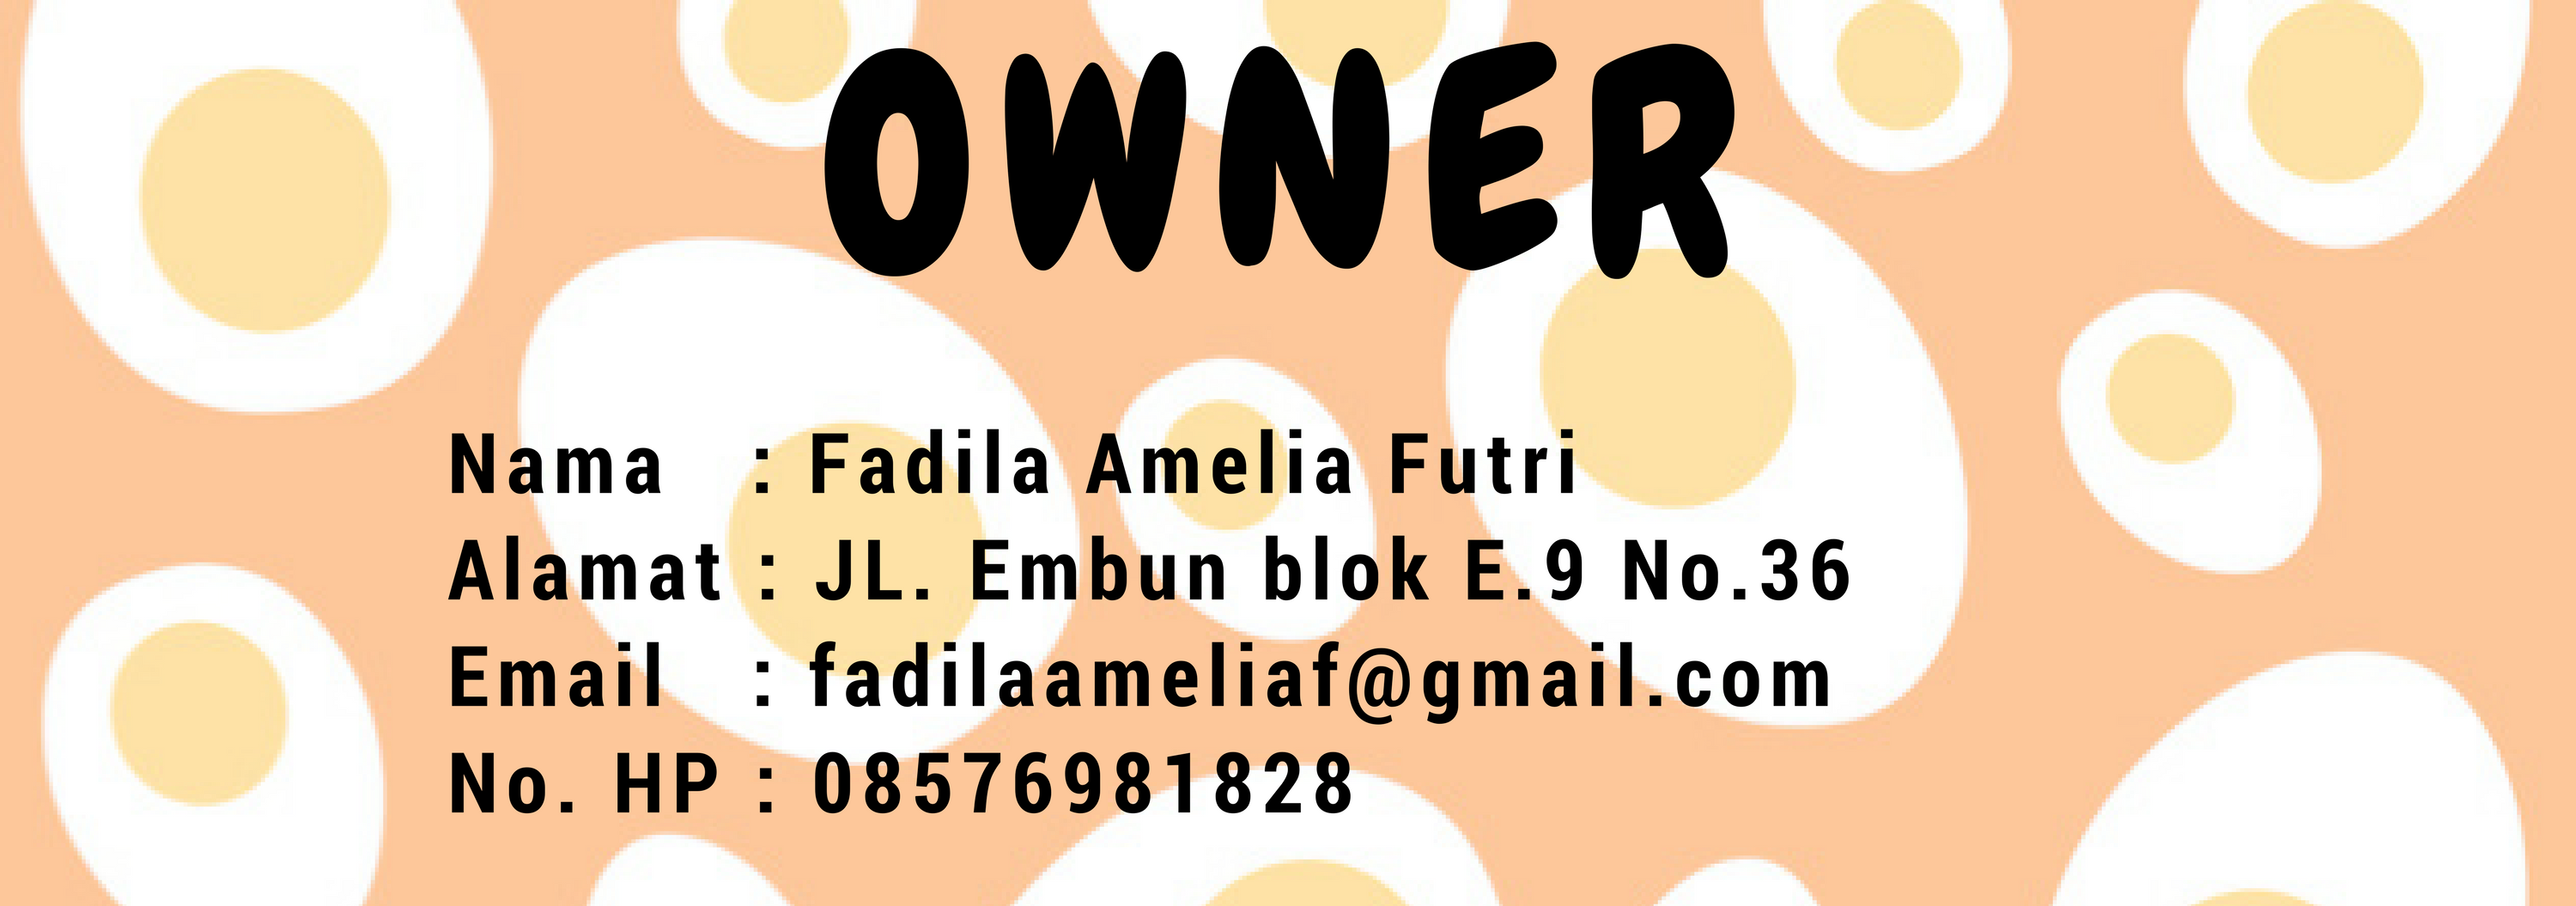 OWNER
Nama : Fadila Amelia Futri
Alamat : JL. Embun blok E.9 No.36
Email : fadilaameliaf@gmail.com
No. HP : 08576981828